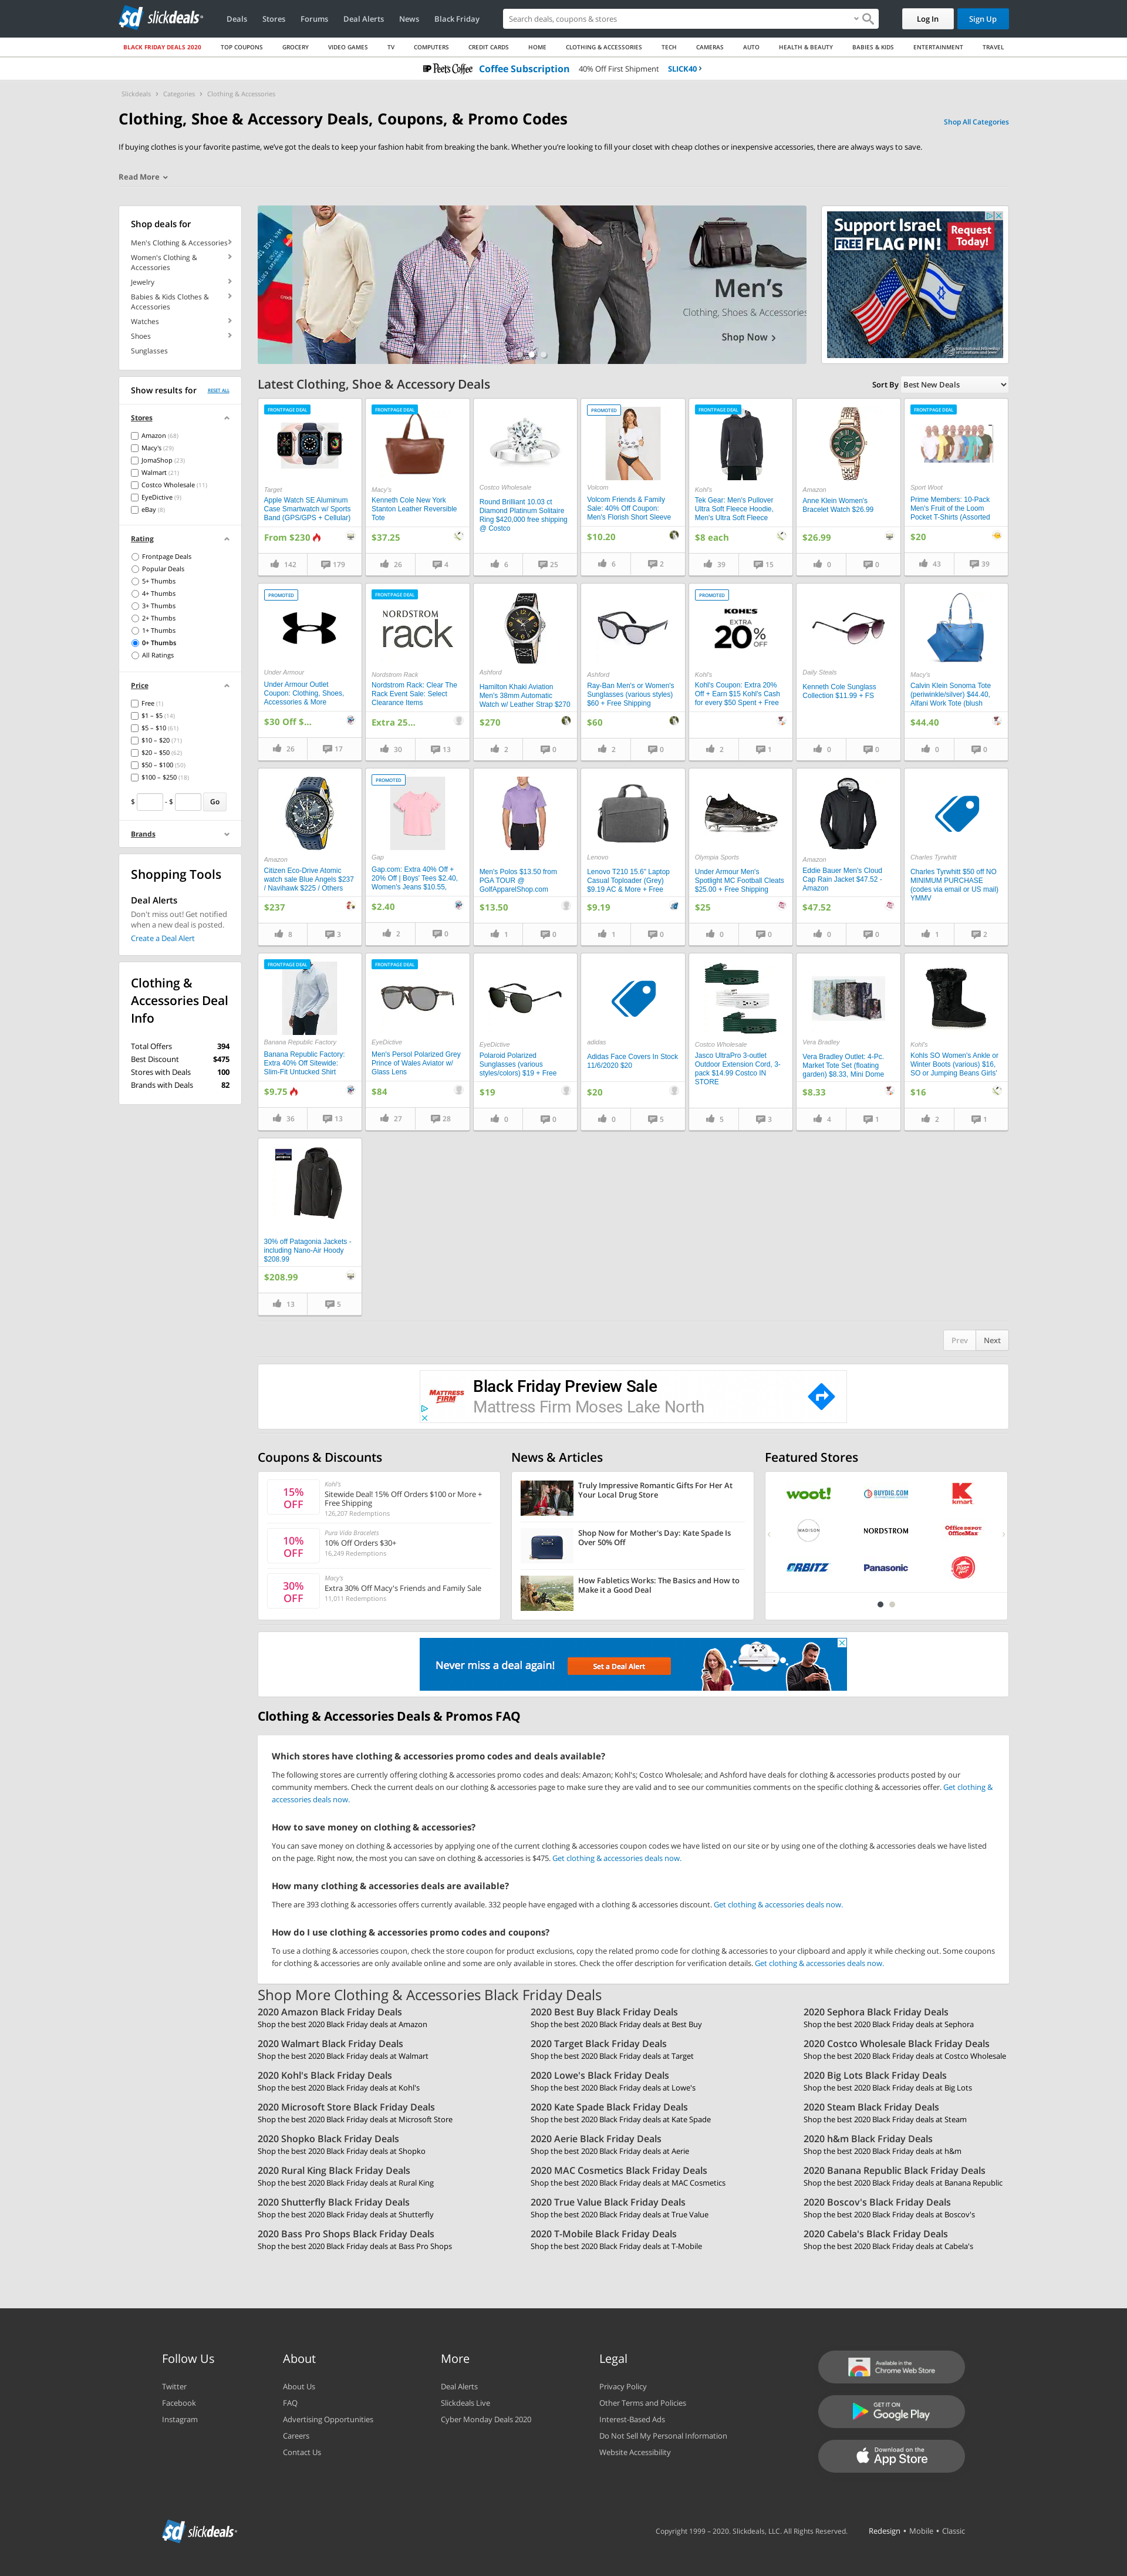 sd slickdeals
Deals
Stores
Forums
Deal Alerts
News
Black Friday
Search deals, coupons & stores
Log In
Sign Up
BLACK FRIDAY DEALS 2020
TOP COUPONS
GROCERY
VIDEO GAMES
TV
COMPUTERS
CREDIT CARDS
HOME
CLOTHING & ACCESSORIES
TECH
CAMERAS
AUTO
HEALTH & BEAUTY
BABIES & KIDS
ENTERTAINMENT
TRAVEL
Peet's Coffee Coffee Subscription 40% Off First Shipment SLICK40
Slickdeals > Categories > Clothing & Accessories
Clothing, Shoe & Accessory Deals, Coupons, & Promo Codes
Shop All Categories
If buying clothes is your favorite pastime, we've got the deals to keep your fashion habit from breaking the bank. Whether you're looking to fill your closet with cheap clothes or inexpensive accessories, there are always ways to save.
Read More
Shop deals for
Men's Clothing & Accessories
Women's Clothing &
Accessories
Jewelry
Babies & Kids Clothes &
Accessories
Watches
Shoes
Sunglasses
Men's
Clothing, Shoes & Accessories
Shop Now
Support Israel
FREE FLAG PIN!
Request
Today!
Show results for
RESET ALL
Stores
Amazon (68)
Macy's (29)
JomaShop (23)
Walmart (21)
Costco Wholesale (11)
EyeDictive (9)
eBay (8)
Rating
Frontpage Deals
Popular Deals
5+ Thumbs
4+ Thumbs
3+ Thumbs
2+ Thumbs
1+ Thumbs
0+ Thumbs
All Ratings
Price
Free (1)
$1 – $5 (14)
$5 – $10 (61)
$10 – $20 (71)
$20 – $50 (62)
$50 – $100 (50)
$100 – $250 (18)
$ - $ Go
Brands
Shopping Tools
Deal Alerts
Don't miss out! Get notified
when a new deal is posted.
Create a Deal Alert
Clothing &
Accessories Deal
Info
Total Offers 394
Best Discount $475
Stores with Deals 100
Brands with Deals 82
Latest Clothing, Shoe & Accessory Deals
Sort By Best New Deals
FRONTPAGE DEAL
Target
Apple Watch SE Aluminum
Case Smartwatch w/ Sports
Band (GPS/GPS + Cellular)
From $230
142 179
FRONTPAGE DEAL
Macy's
Kenneth Cole New York
Stanton Leather Reversible
Tote
$37.25
26 4
Costco Wholesale
Round Brilliant 10.03 ct
Diamond Platinum Solitaire
Ring $420,000 free shipping
@ Costco
6 25
PROMOTED
Volcom
Volcom Friends & Family
Sale: 40% Off Coupon:
Men's Florish Short Sleeve
$10.20
6 2
FRONTPAGE DEAL
Kohl's
Tek Gear: Men's Pullover
Ultra Soft Fleece Hoodie,
Men's Ultra Soft Fleece
$8 each
39 15
Amazon
Anne Klein Women's
Bracelet Watch $26.99
$26.99
0 0
FRONTPAGE DEAL
Sport Woot
Prime Members: 10-Pack
Men's Fruit of the Loom
Pocket T-Shirts (Assorted
$20
43 39
PROMOTED
Under Armour
Under Armour Outlet
Coupon: Clothing, Shoes,
Accessories & More
$30 Off $...
26 17
FRONTPAGE DEAL
NORDSTROM
rack
Nordstrom Rack
Nordstrom Rack: Clear The
Rack Event Sale: Select
Clearance Items
Extra 25...
30 13
Ashford
Hamilton Khaki Aviation
Men's 38mm Automatic
Watch w/ Leather Strap $270
$270
2 0
Ashford
Ray-Ban Men's or Women's
Sunglasses (various styles)
$60 + Free Shipping
$60
2 0
PROMOTED
KOHL'S
EXTRA
20% OFF
Kohl's
Kohl's Coupon: Extra 20%
Off + Earn $15 Kohl's Cash
for every $50 Spent + Free
2 1
Daily Steals
Kenneth Cole Sunglass
Collection $11.99 + FS
0 0
Macy's
Calvin Klein Sonoma Tote
(periwinkle/silver) $44.40,
Alfani Work Tote (blush
$44.40
0 0
Amazon
Citizen Eco-Drive Atomic
watch sale Blue Angels $237
/ Navihawk $225 / Others
$237
8 3
PROMOTED
Gap
Gap.com: Extra 40% Off +
20% Off | Boys' Tees $2.40,
Women's Jeans $10.55,
$2.40
2 0
Men's Polos $13.50 from
PGA TOUR @
GolfApparelShop.com
$13.50
1 0
Lenovo
Lenovo T210 15.6" Laptop
Casual Toploader (Grey)
$9.19 AC & More + Free
$9.19
1 0
Olympia Sports
Under Armour Men's
Spotlight MC Football Cleats
$25.00 + Free Shipping
$25
0 0
Amazon
Eddie Bauer Men's Cloud
Cap Rain Jacket $47.52 -
Amazon
$47.52
0 0
Charles Tyrwhitt
Charles Tyrwhitt $50 off NO
MINIMUM PURCHASE
(codes via email or US mail)
YMMV
1 2
FRONTPAGE DEAL
Banana Republic Factory
Banana Republic Factory:
Extra 40% Off Sitewide:
Slim-Fit Untucked Shirt
$9.75
36 13
FRONTPAGE DEAL
EyeDictive
Men's Persol Polarized Grey
Prince of Wales Aviator w/
Glass Lens
$84
27 28
EyeDictive
Polaroid Polarized
Sunglasses (various
styles/colors) $19 + Free
$19
0 0
adidas
Adidas Face Covers In Stock
11/6/2020 $20
$20
0 5
Costco Wholesale
Jasco UltraPro 3-outlet
Outdoor Extension Cord, 3-
pack $14.99 Costco IN
STORE
5 3
Vera Bradley
Vera Bradley Outlet: 4-Pc.
Market Tote Set (floating
garden) $8.33, Mini Dome
$8.33
4 1
Kohl's
Kohls SO Women's Ankle or
Winter Boots (various) $16,
SO or Jumping Beans Girls'
$16
2 1
30% off Patagonia Jackets -
including Nano-Air Hoody
$208.99
$208.99
13 5
Prev Next
MATTRESS FIRM
Black Friday Preview Sale
Mattress Firm Moses Lake North
Coupons & Discounts
15%
OFF
Kohl's
Sitewide Deal! 15% Off Orders $100 or More +
Free Shipping
126,207 Redemptions
10%
OFF
Pura Vida Bracelets
10% Off Orders $30+
16,249 Redemptions
30%
OFF
Macy's
Extra 30% Off Macy's Friends and Family Sale
11,011 Redemptions
News & Articles
Truly Impressive Romantic Gifts For Her At
Your Local Drug Store
Shop Now for Mother's Day: Kate Spade Is
Over 50% Off
How Fabletics Works: The Basics and How to
Make it a Good Deal
Featured Stores
woot!
BUYDIG.COM
kmart
MADISON
NORDSTROM
OFFICE DEPOT
OfficeMax
ORBITZ
Panasonic
Never miss a deal again!
Set a Deal Alert
Clothing & Accessories Deals & Promos FAQ
Which stores have clothing & accessories promo codes and deals available?
The following stores are currently offering clothing & accessories promo codes and deals: Amazon; Kohl's; Costco Wholesale; and Ashford have deals for clothing & accessories products posted by our
community members. Check the current deals on our clothing & accessories page to make sure they are valid and to see our communities comments on the specific clothing & accessories offer. Get clothing &
accessories deals now.
How to save money on clothing & accessories?
You can save money on clothing & accessories by applying one of the current clothing & accessories coupon codes we have listed on our site or by using one of the clothing & accessories deals we have listed
on the page. Right now, the most you can save on clothing & accessories is $475. Get clothing & accessories deals now.
How many clothing & accessories deals are available?
There are 393 clothing & accessories offers currently available. 332 people have engaged with a clothing & accessories discount. Get clothing & accessories deals now.
How do I use clothing & accessories promo codes and coupons?
To use a clothing & accessories coupon, check the store coupon for product exclusions, copy the related promo code for clothing & accessories to your clipboard and apply it while checking out. Some coupons
for clothing & accessories are only available online and some are only available in stores. Check the offer description for verification details. Get clothing & accessories deals now.
Shop More Clothing & Accessories Black Friday Deals
2020 Amazon Black Friday Deals
Shop the best 2020 Black Friday deals at Amazon
2020 Best Buy Black Friday Deals
Shop the best 2020 Black Friday deals at Best Buy
2020 Sephora Black Friday Deals
Shop the best 2020 Black Friday deals at Sephora
2020 Walmart Black Friday Deals
Shop the best 2020 Black Friday deals at Walmart
2020 Target Black Friday Deals
Shop the best 2020 Black Friday deals at Target
2020 Costco Wholesale Black Friday Deals
Shop the best 2020 Black Friday deals at Costco Wholesale
2020 Kohl's Black Friday Deals
Shop the best 2020 Black Friday deals at Kohl's
2020 Lowe's Black Friday Deals
Shop the best 2020 Black Friday deals at Lowe's
2020 Big Lots Black Friday Deals
Shop the best 2020 Black Friday deals at Big Lots
2020 Microsoft Store Black Friday Deals
Shop the best 2020 Black Friday deals at Microsoft Store
2020 Kate Spade Black Friday Deals
Shop the best 2020 Black Friday deals at Kate Spade
2020 Steam Black Friday Deals
Shop the best 2020 Black Friday deals at Steam
2020 Shopko Black Friday Deals
Shop the best 2020 Black Friday deals at Shopko
2020 Aerie Black Friday Deals
Shop the best 2020 Black Friday deals at Aerie
2020 h&m Black Friday Deals
Shop the best 2020 Black Friday deals at h&m
2020 Rural King Black Friday Deals
Shop the best 2020 Black Friday deals at Rural King
2020 MAC Cosmetics Black Friday Deals
Shop the best 2020 Black Friday deals at MAC Cosmetics
2020 Banana Republic Black Friday Deals
Shop the best 2020 Black Friday deals at Banana Republic
2020 Shutterfly Black Friday Deals
Shop the best 2020 Black Friday deals at Shutterfly
2020 True Value Black Friday Deals
Shop the best 2020 Black Friday deals at True Value
2020 Boscov's Black Friday Deals
Shop the best 2020 Black Friday deals at Boscov's
2020 Bass Pro Shops Black Friday Deals
Shop the best 2020 Black Friday deals at Bass Pro Shops
2020 T-Mobile Black Friday Deals
Shop the best 2020 Black Friday deals at T-Mobile
2020 Cabela's Black Friday Deals
Shop the best 2020 Black Friday deals at Cabela's
Follow Us
Twitter
Facebook
Instagram
About
About Us
FAQ
Advertising Opportunities
Careers
Contact Us
More
Deal Alerts
Slickdeals Live
Cyber Monday Deals 2020
Legal
Privacy Policy
Other Terms and Policies
Interest-Based Ads
Do Not Sell My Personal Information
Website Accessibility
Available in the
Chrome Web Store
GET IT ON
Google Play
Download on the
App Store
sd slickdeals
Copyright 1999 – 2020. Slickdeals, LLC. All Rights Reserved.
Redesign • Mobile • Classic